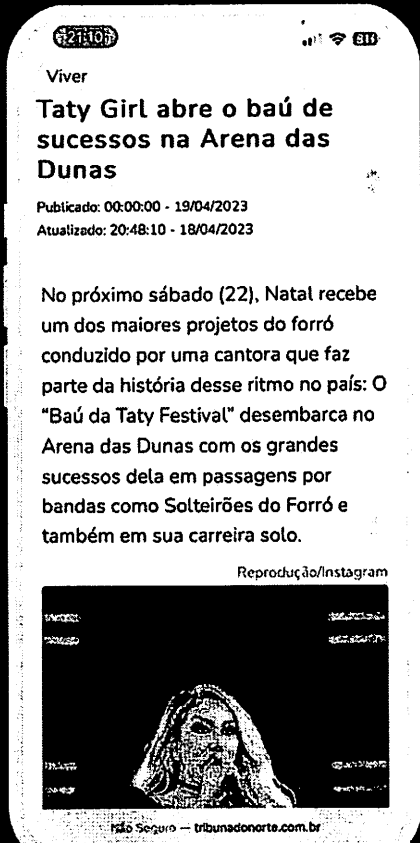 21:10
Viver
Taty Girl abre o baú de
sucessos na Arena das
Dunas
Publicado: 00:00:00 - 19/04/2023
Atualizado: 20:48:10 - 18/04/2023
No próximo sábado (22), Natal recebe
um dos maiores projetos do forró
conduzido por uma cantora que faz
parte da história desse ritmo no país: O
“Baú da Taty Festival” desembarca no
Arena das Dunas com os grandes
sucessos dela em passagens por
bandas como Solteirões do Forró e
também em sua carreira solo.
Reprodução/Instagram
Não Seguro — tribunadonorte.com.br